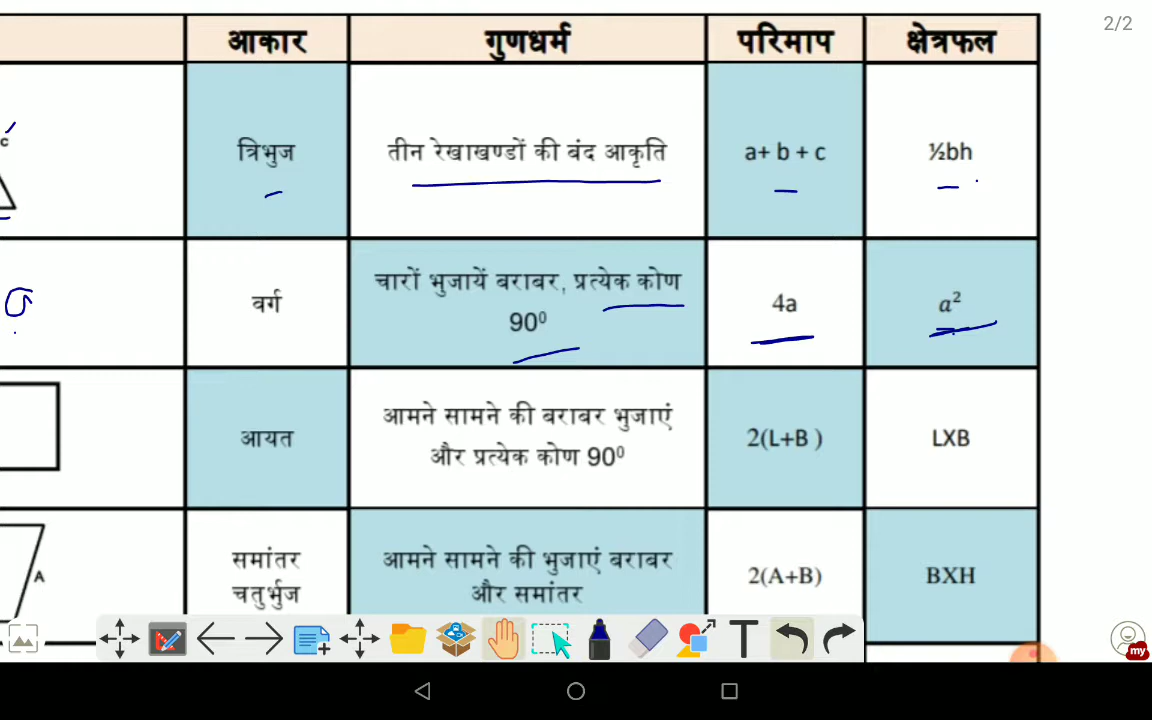 2/2
आकार गुणधर्म परिमाप क्षेत्रफल
c
त्रिभुज तीन रेखाखण्डों की बंद आकृति a+ b + c ½bh
a
वर्ग चारों भुजायें बराबर, प्रत्येक कोण 4a a²
90⁰
आयत आमने सामने की बराबर भुजाएं 2(L+B ) LXB
और प्रत्येक कोण 90⁰
समांतर आमने सामने की भुजाएं बराबर 2(A+B) BXH
चतुर्भुज और समांतर
A
T
my